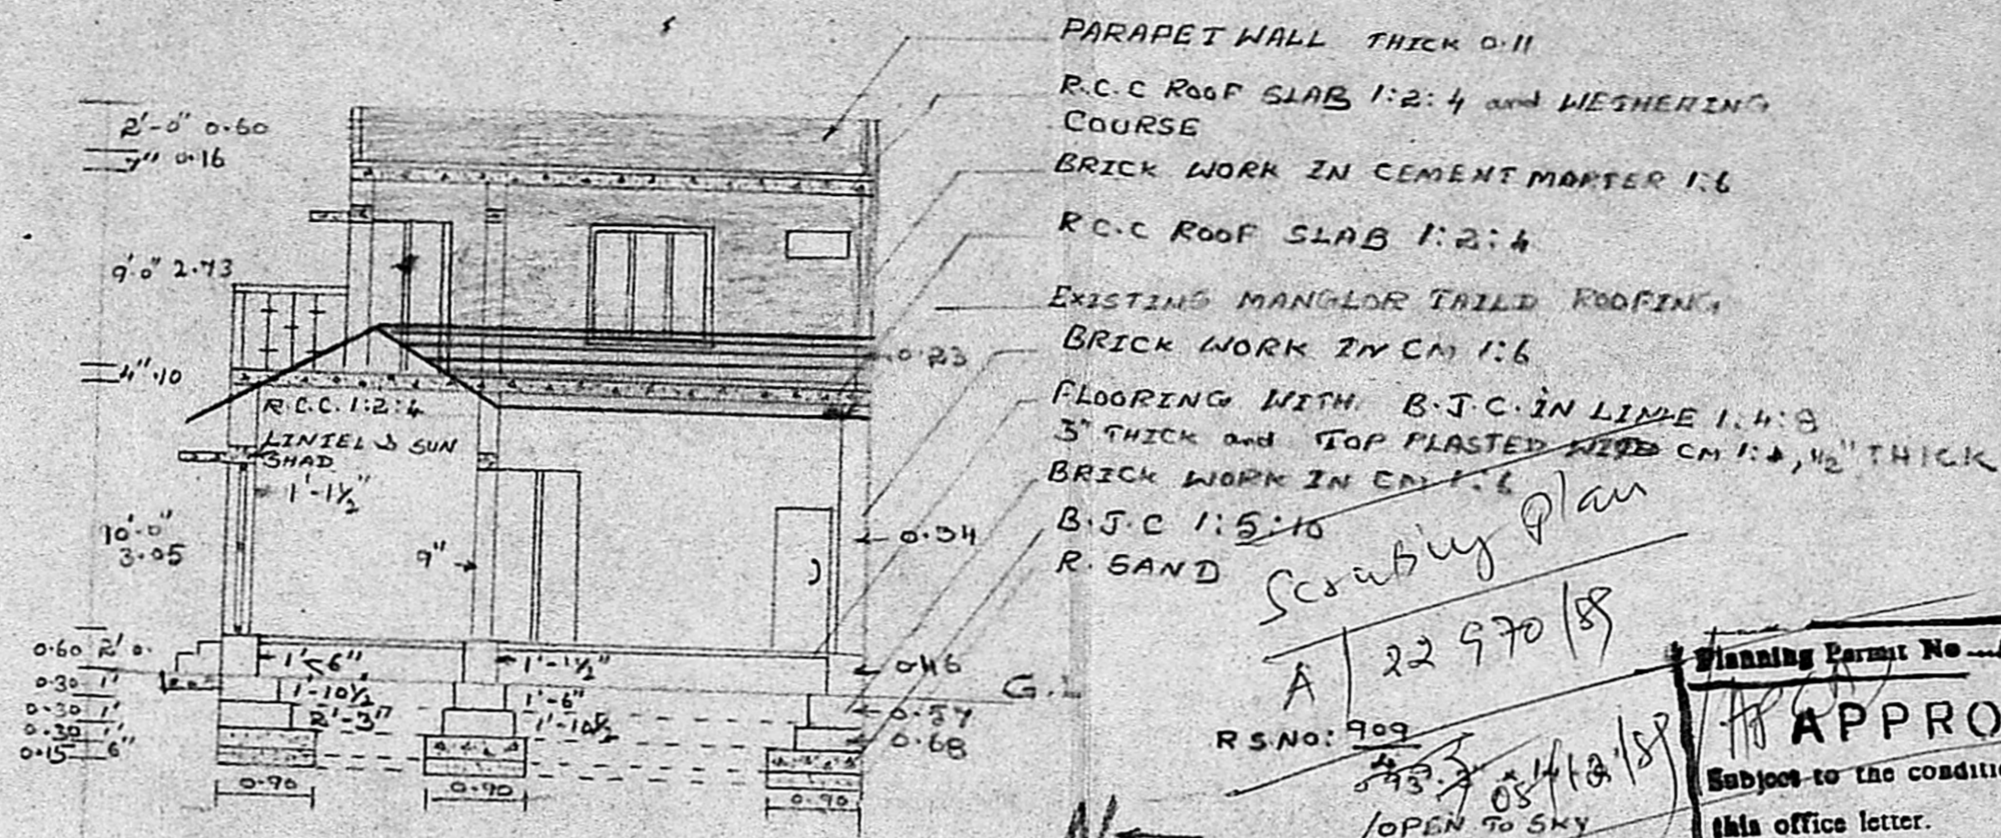 PARAPET WALL THICK 0.11
R.C.C ROOF SLAB 1:2:4 and WETHERING
COURSE
BRICK WORK IN CEMENT MORTER 1:6
R.C.C ROOF SLAB 1:2:4
EXISTING MANGLOR TAILD ROOFING
BRICK WORK IN CM 1:6
FLOORING WITH B.J.C. IN LIME 1:4:8
3" THICK and TOP PLASTED WITH CM 1:4, 1/2" THICK
BRICK WORK IN CM 1:6
B.J.C 1:5:10
R. SAND
2'-0" 0.60
7" 0.16
9'0" 2.73
4" .10
0.23
R.C.C. 1:2:4
LINTEL & SUN
SHAD
1'-1½"
10'-0"
3.05
9"
0.34
0.60 2'0.
0.30 1'
0.30 1'
0.30 1'
0.15 6"
1'-6"
1'-10½
2'-3"
1'-1½"
1'-6"
1'-10½
0.46
0.57
0.68
G.L
0.90
0.90
0.90
Plan
A 22970/89
R.S.NO: 909
/12/89
/OPEN TO SKY
N
Planning Permit No
APPRO
Subject to the conditi
this office letter.